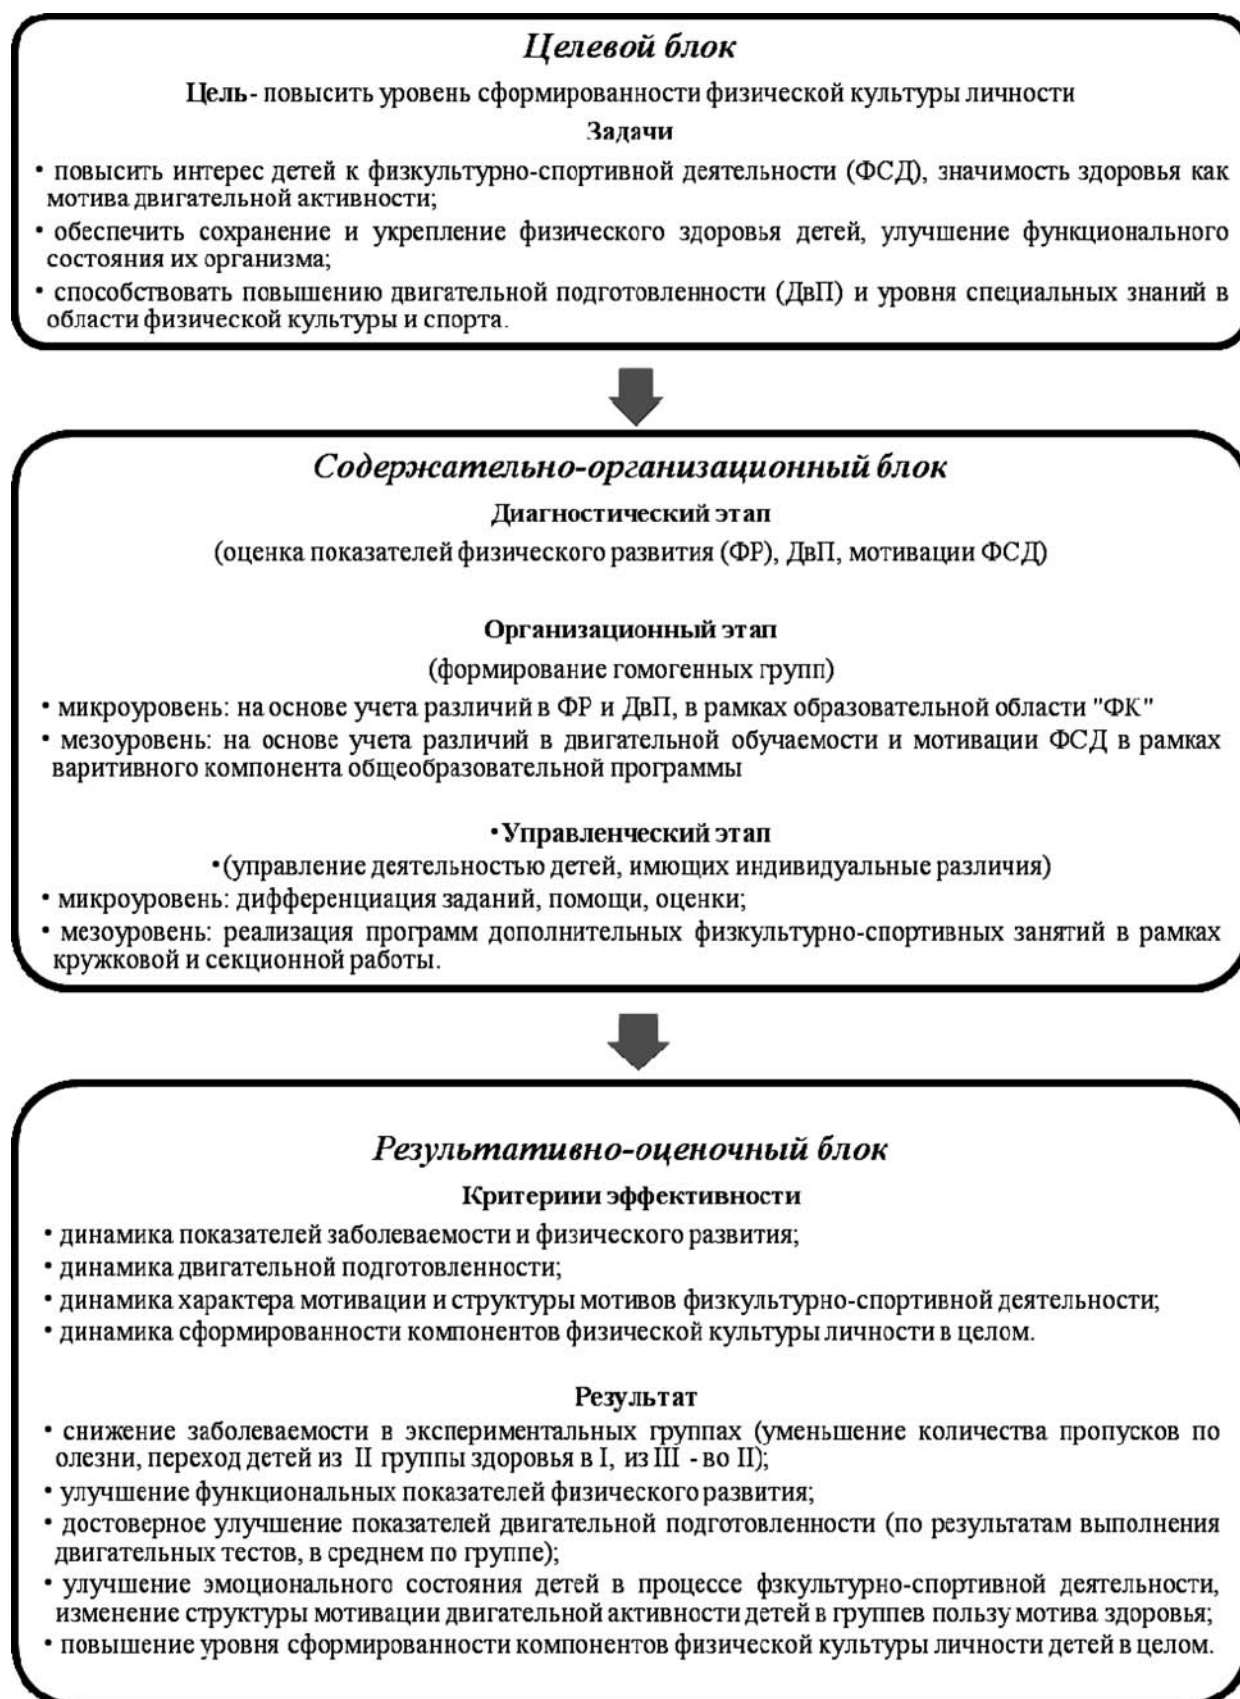 Целевой блок
Цель- повысить уровень сформированности физической культуры личности
Задачи
• повысить интерес детей к физкультурно-спортивной деятельности (ФСД), значимость здоровья как
мотива двигательной активности;
• обеспечить сохранение и укрепление физического здоровья детей, улучшение функционального
состояния их организма;
• способствовать повышению двигательной подготовленности (ДвП) и уровня специальных знаний в
области физической культуры и спорта.
Содержательно-организационный блок
Диагностический этап
(оценка показателей физического развития (ФР), ДвП, мотивации ФСД)
Организационный этап
(формирование гомогенных групп)
• микроуровень: на основе учета различий в ФР и ДвП, в рамках образовательной области "ФК"
• мезоуровень: на основе учета различий в двигательной обучаемости и мотивации ФСД в рамках
варитивного компонента общеобразовательной программы
• Управленческий этап
• (управление деятельностью детей, имющих индивидуальные различия)
• микроуровень: дифференциация заданий, помощи, оценки;
• мезоуровень: реализация программ дополнительных физкультурно-спортивных занятий в рамках
кружковой и секционной работы.
Результативно-оценочный блок
Критериии эффективности
• динамика показателей заболеваемости и физического развития;
• динамика двигательной подготовленности;
• динамика характера мотивации и структуры мотивов физкультурно-спортивной деятельности;
• динамика сформированности компонентов физической культуры личности в целом.
Результат
• снижение заболеваемости в экспериментальных группах (уменьшение количества пропусков по
олезни, переход детей из II группы здоровья в I, из III - во II);
• улучшение функциональных показателей физического развития;
• достоверное улучшение показателей двигательной подготовленности (по результатам выполнения
двигательных тестов, в среднем по группе);
• улучшение эмоционального состояния детей в процессе фзкультурно-спортивной деятельности,
изменение структуры мотивации двигательной активности детей в группев пользу мотива здоровья;
• повышение уровня сформированности компонентов физической культуры личности детей в целом.